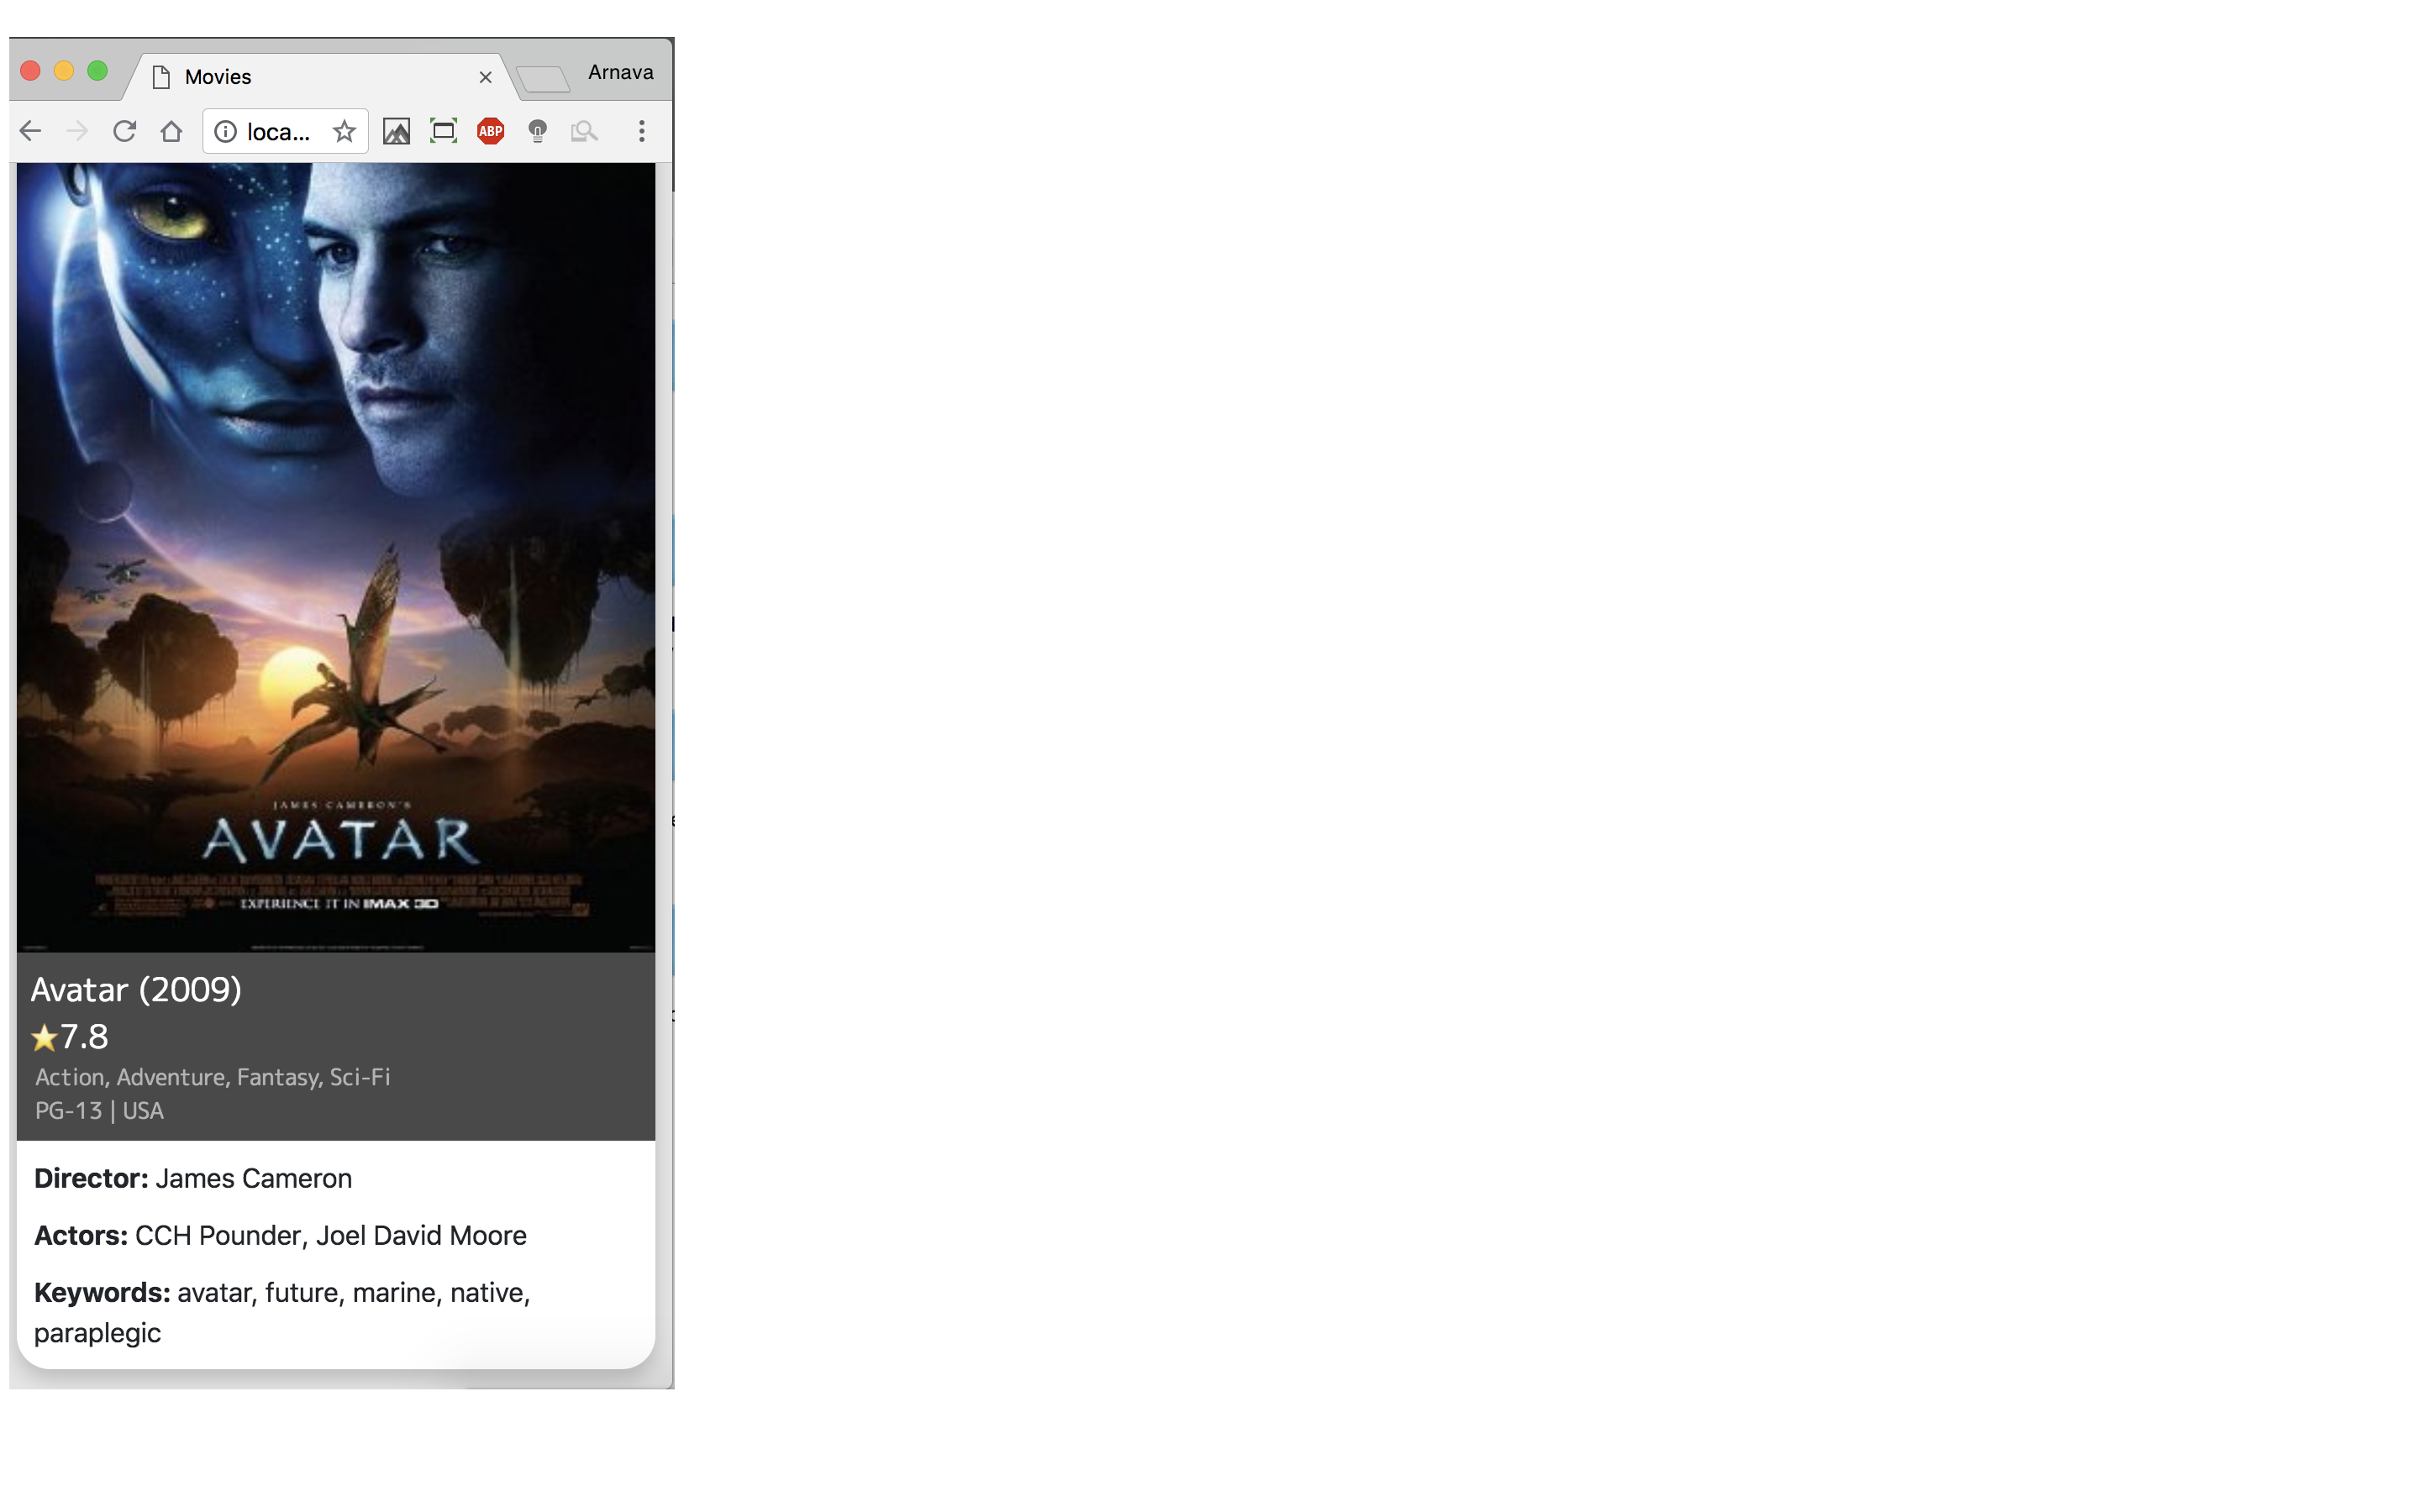 Movies
Arnava
loca...
ABP
JAMES CAMERON'S
AVATAR
EXPERIENCE IT IN IMAX 3D
Avatar (2009)
7.8
Action, Adventure, Fantasy, Sci-Fi
PG-13 | USA
Director: James Cameron
Actors: CCH Pounder, Joel David Moore
Keywords: avatar, future, marine, native,
paraplegic